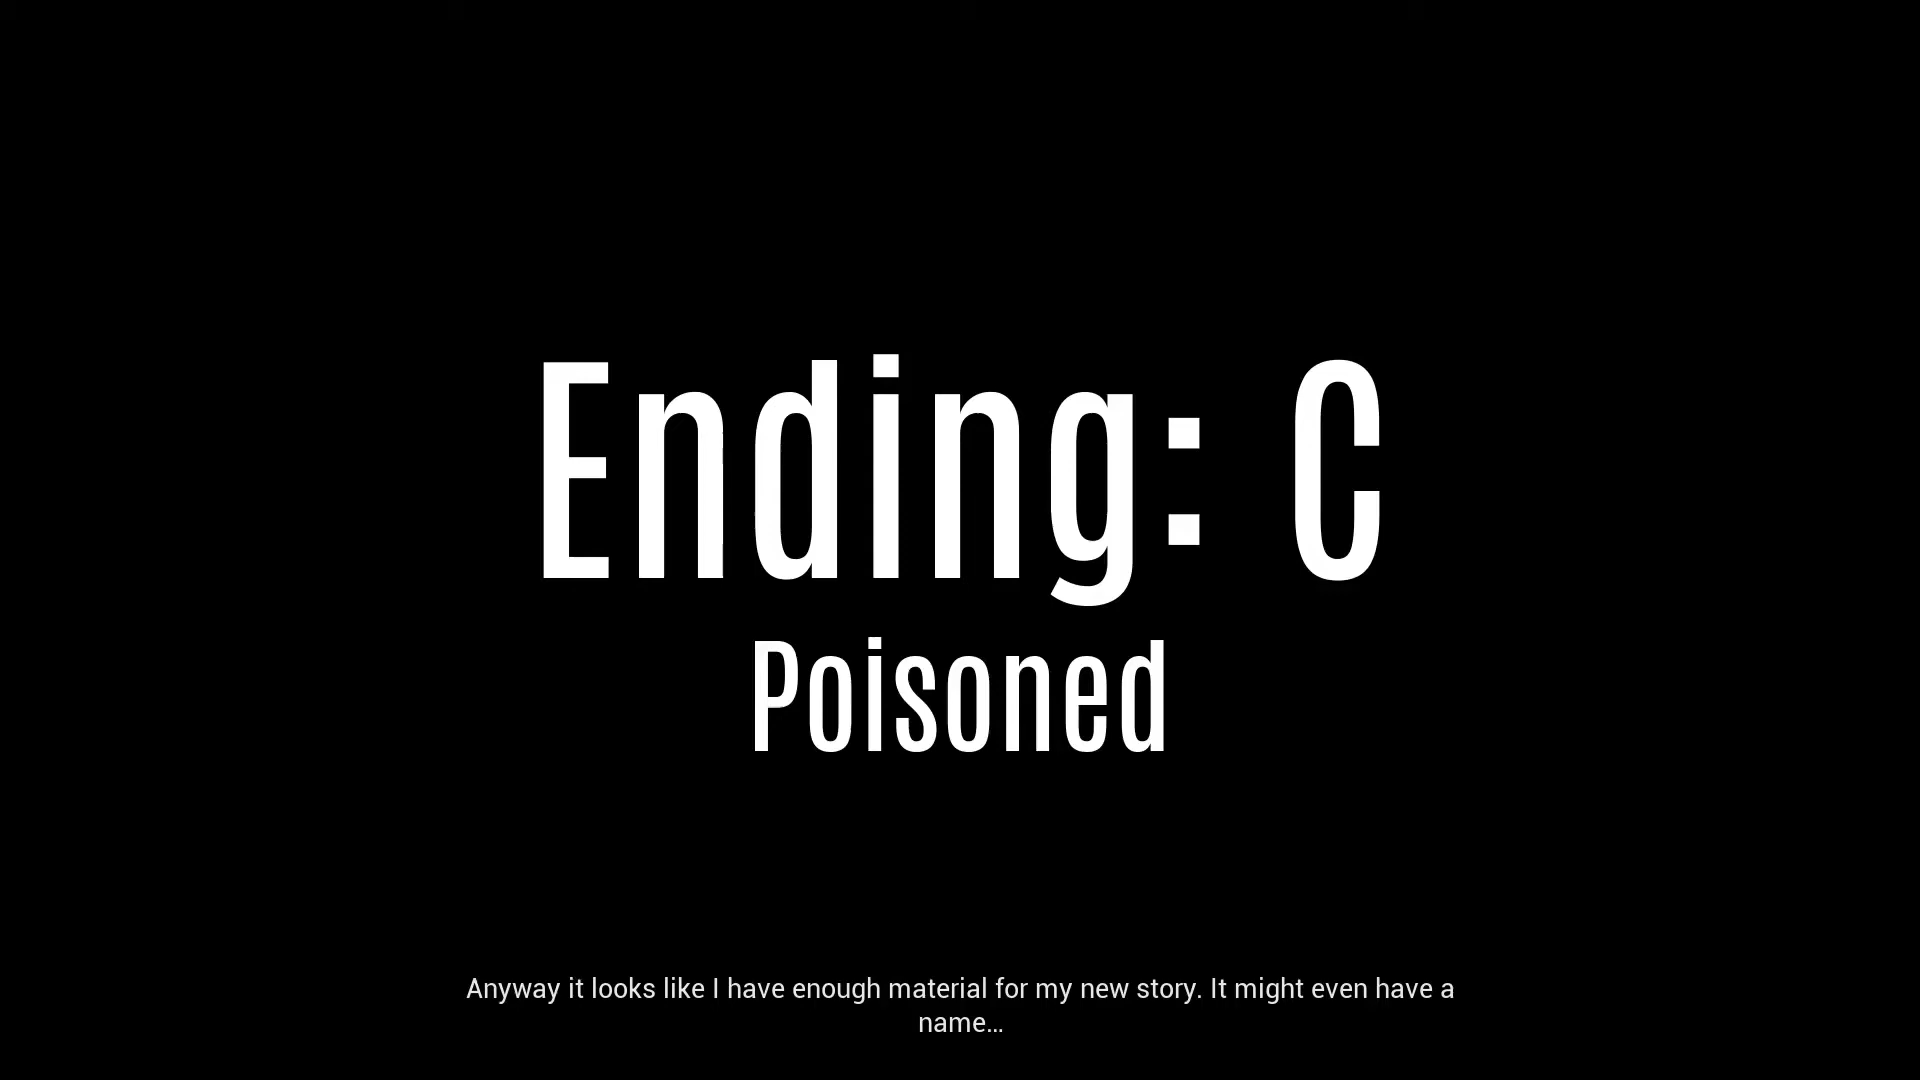 Ending: C
Poisoned
Anyway it looks like I have enough material for my new story. It might even have a
name...